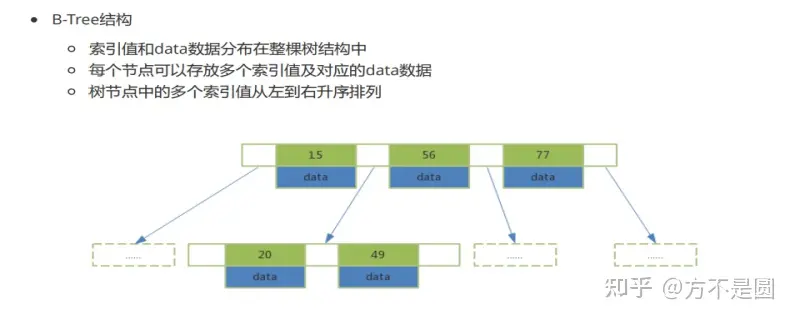 B-Tree结构
索引值和data数据分布在整棵树结构中
每个节点可以存放多个索引值及对应的data数据
树节点中的多个索引值从左到右升序排列
15 56 77
data data data
...... 20 49 ...... ......
data data
知乎 @方不是圆